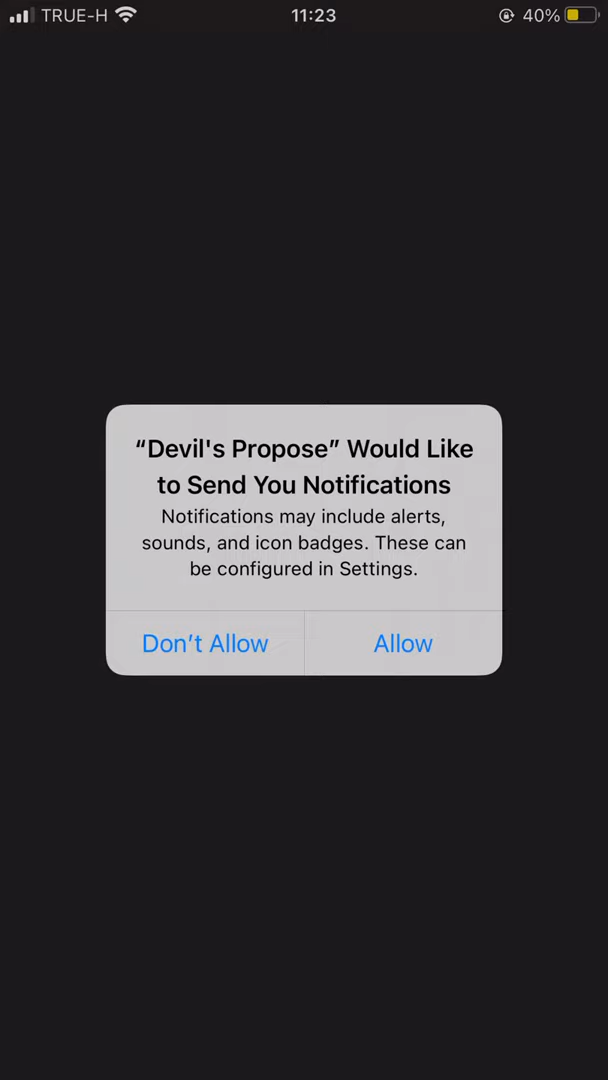 TRUE-H 11:23 40%
“Devil's Propose” Would Like
to Send You Notifications
Notifications may include alerts,
sounds, and icon badges. These can
be configured in Settings.
Don’t Allow Allow